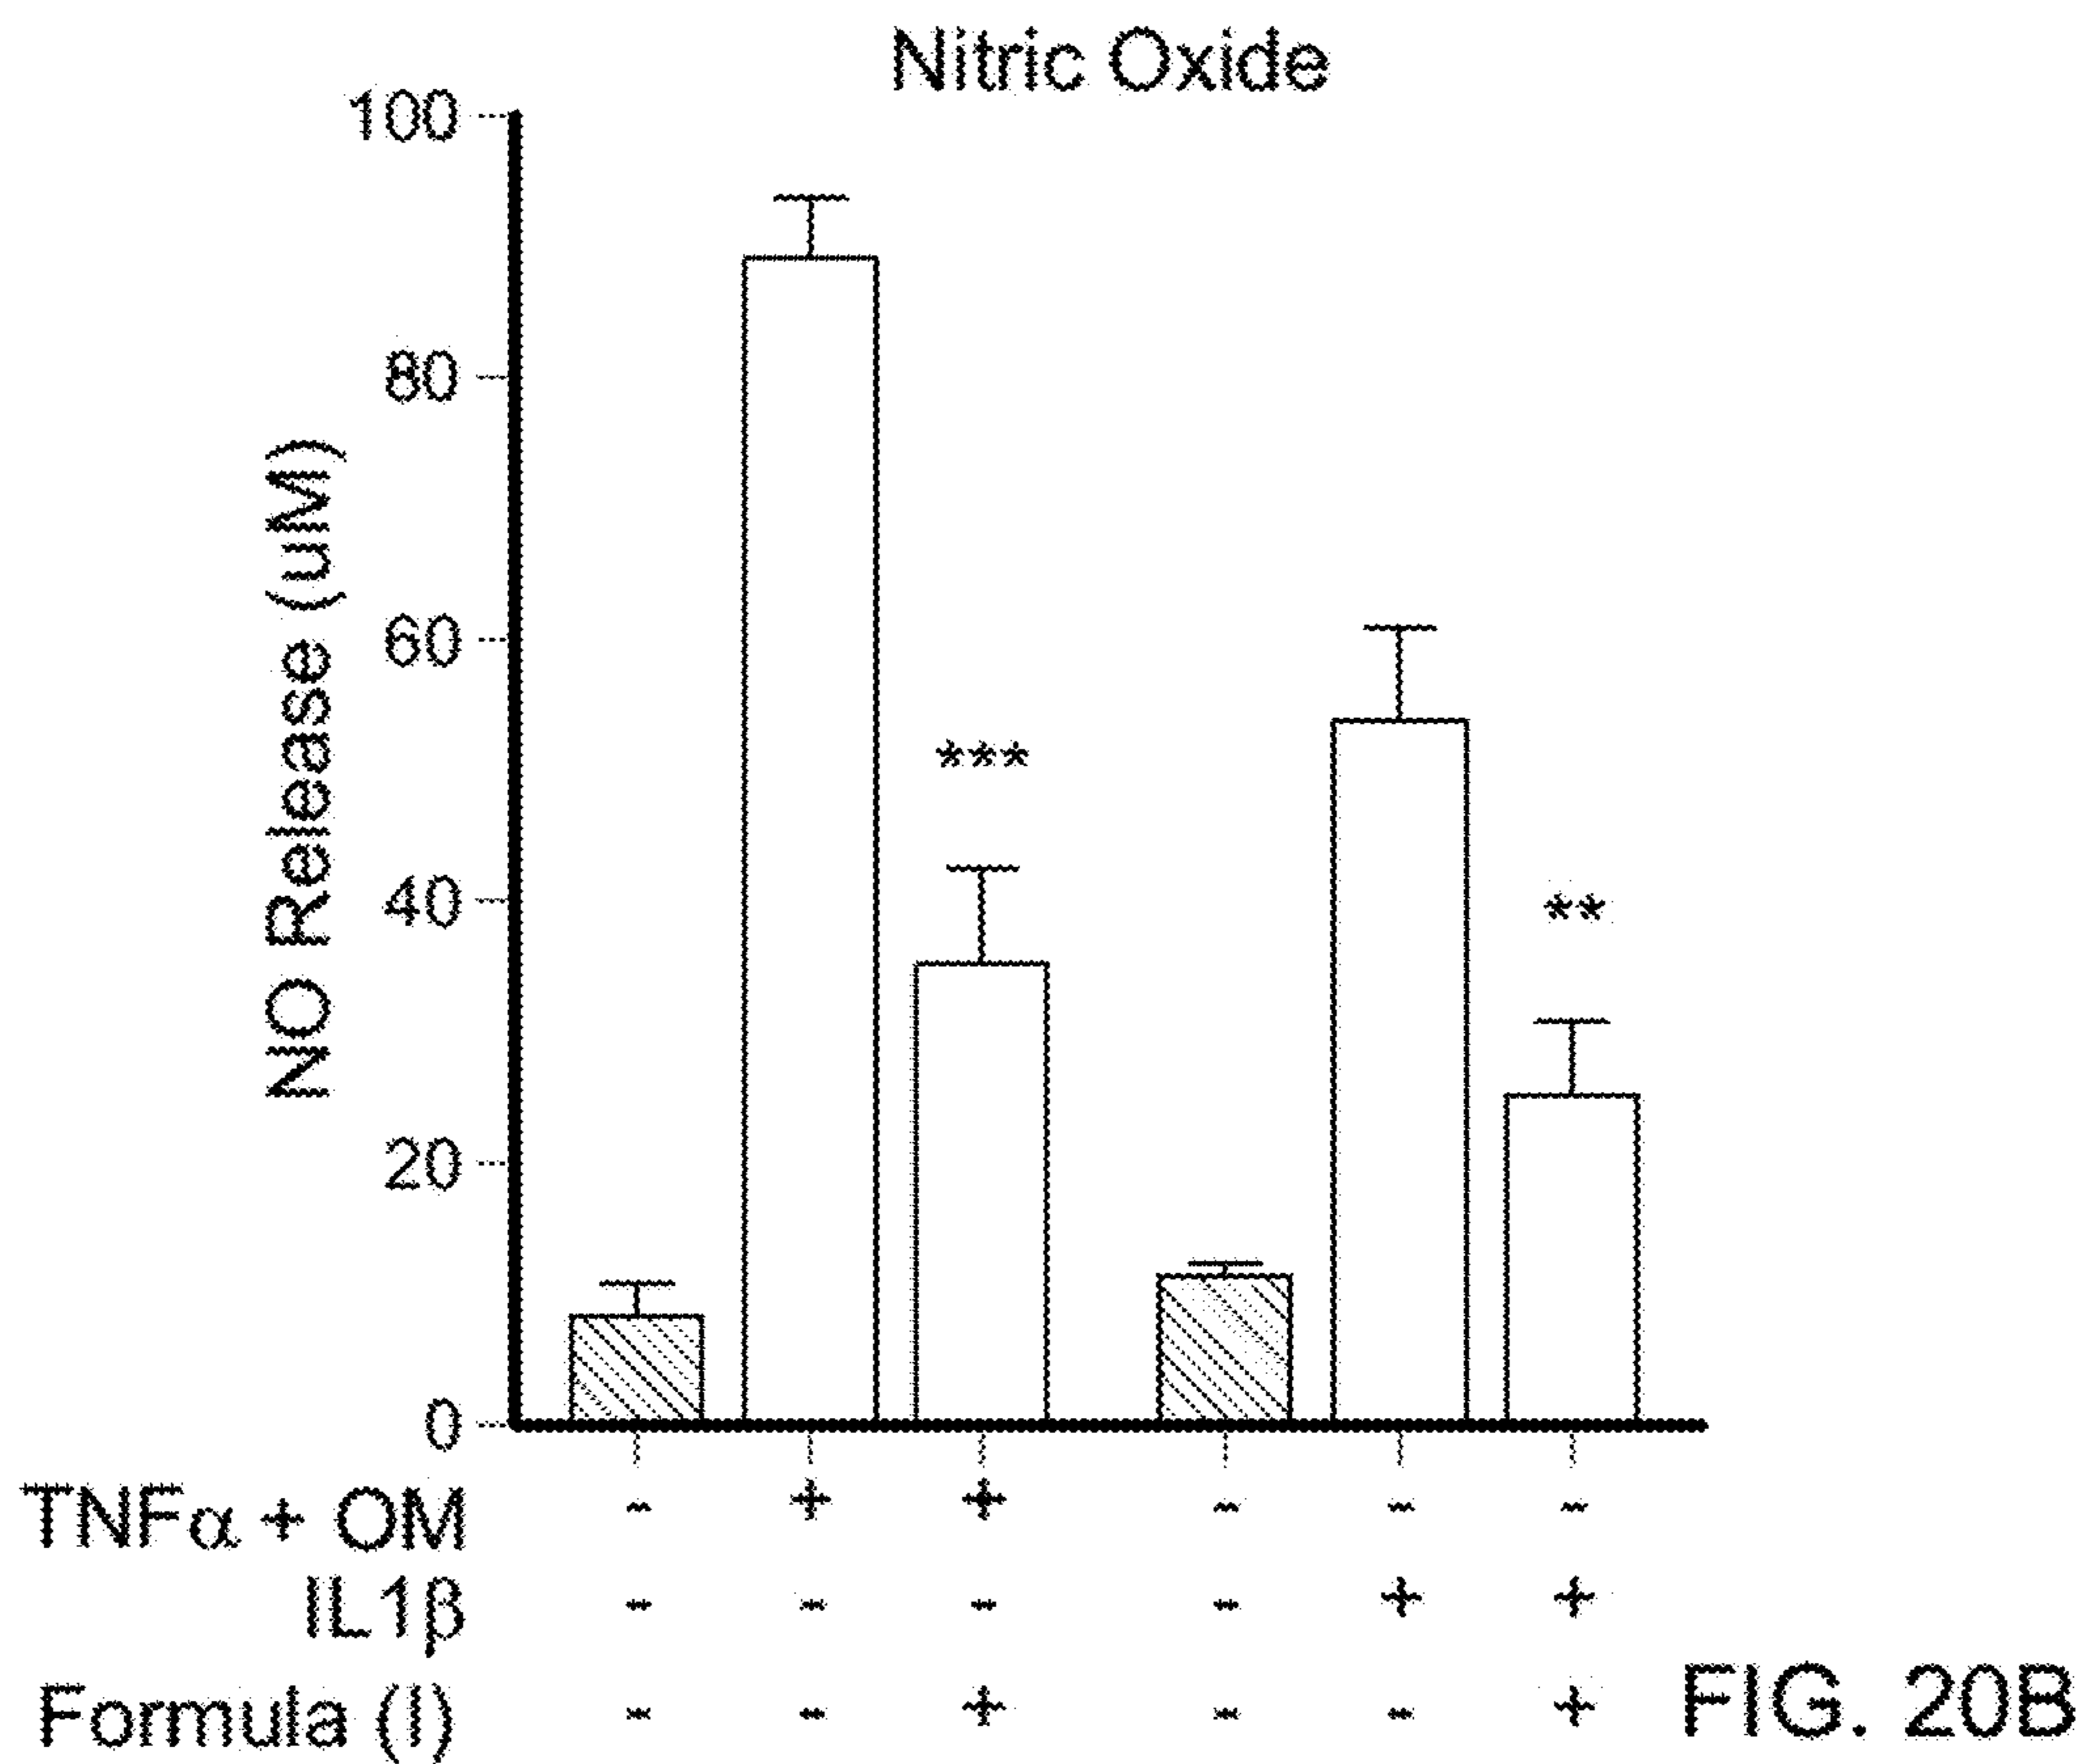 Nitric Oxide
NO Release (uM)
100
80
60
40
20
0
***
**
TNFα + OM - + + - - -
IL1β - - - - + +
Formula (I) - - + - - +
FIG. 20B